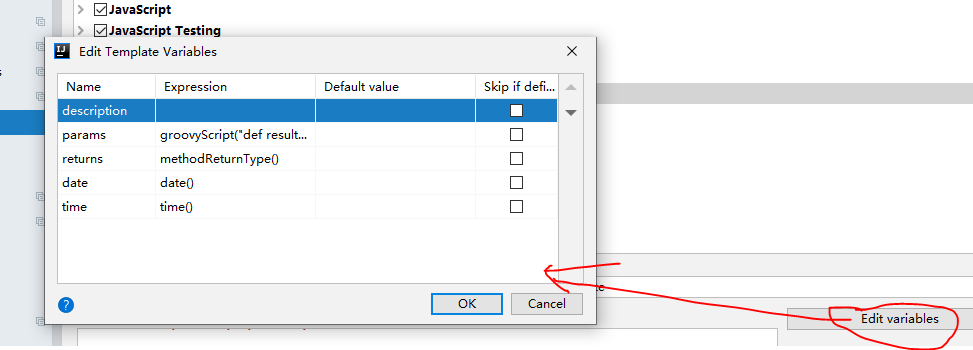 JavaScript
JavaScript Testing
IJ Edit Template Variables
Name Expression Default value Skip if defi...
description
params groovyScript("def result...
returns methodReturnType()
date date()
time time()
? OK Cancel
Edit variables